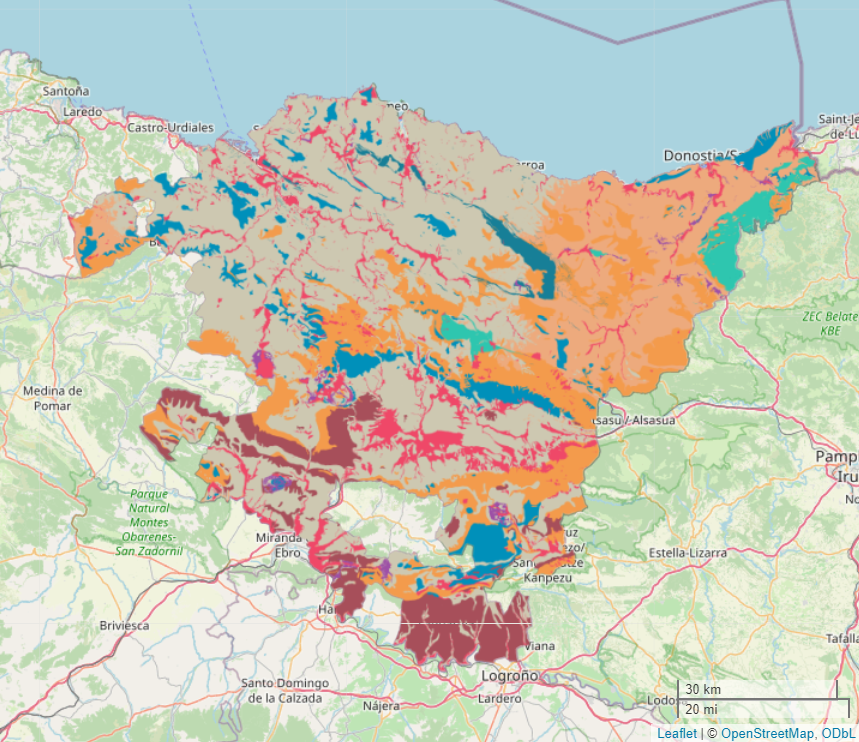 Santoña
Laredo
Castro-Urdiales
Saint-Je
de-Lu
Donostia/S
ZEC Belate
KBE
Medina de
Pomar
Parque
Natural
Montes
Obarenes-
San Zadornil
Miranda
Ebro
Briviesca
Santo Domingo
de la Calzada
Nájera
Logroño
Lardero
Viana
Kanpezu
Estella-Lizarra
Alsasua
Pamp
Iru
Tafalla
Lodo
30 km
20 mi
Leaflet | © OpenStreetMap, ODbL